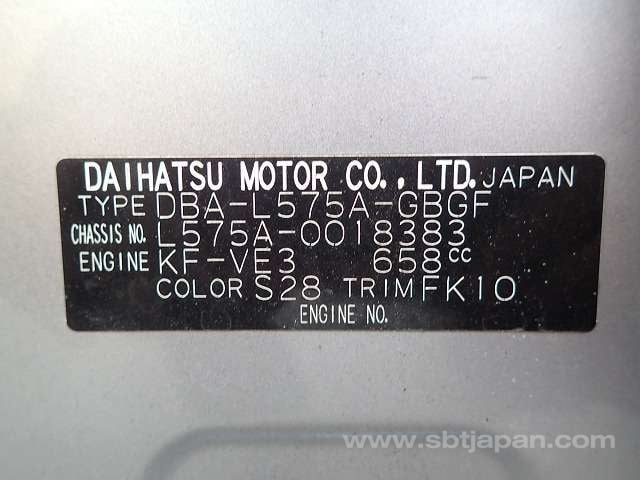 DAIHATSU MOTOR CO., LTD. JAPAN
TYPE DBA-L575A-GBGF
CHASSIS NO. L575A-0018383
ENGINE KF-VE3 658cc
COLOR S28 TRIM FK10
ENGINE NO.
www.sbtjapan.com